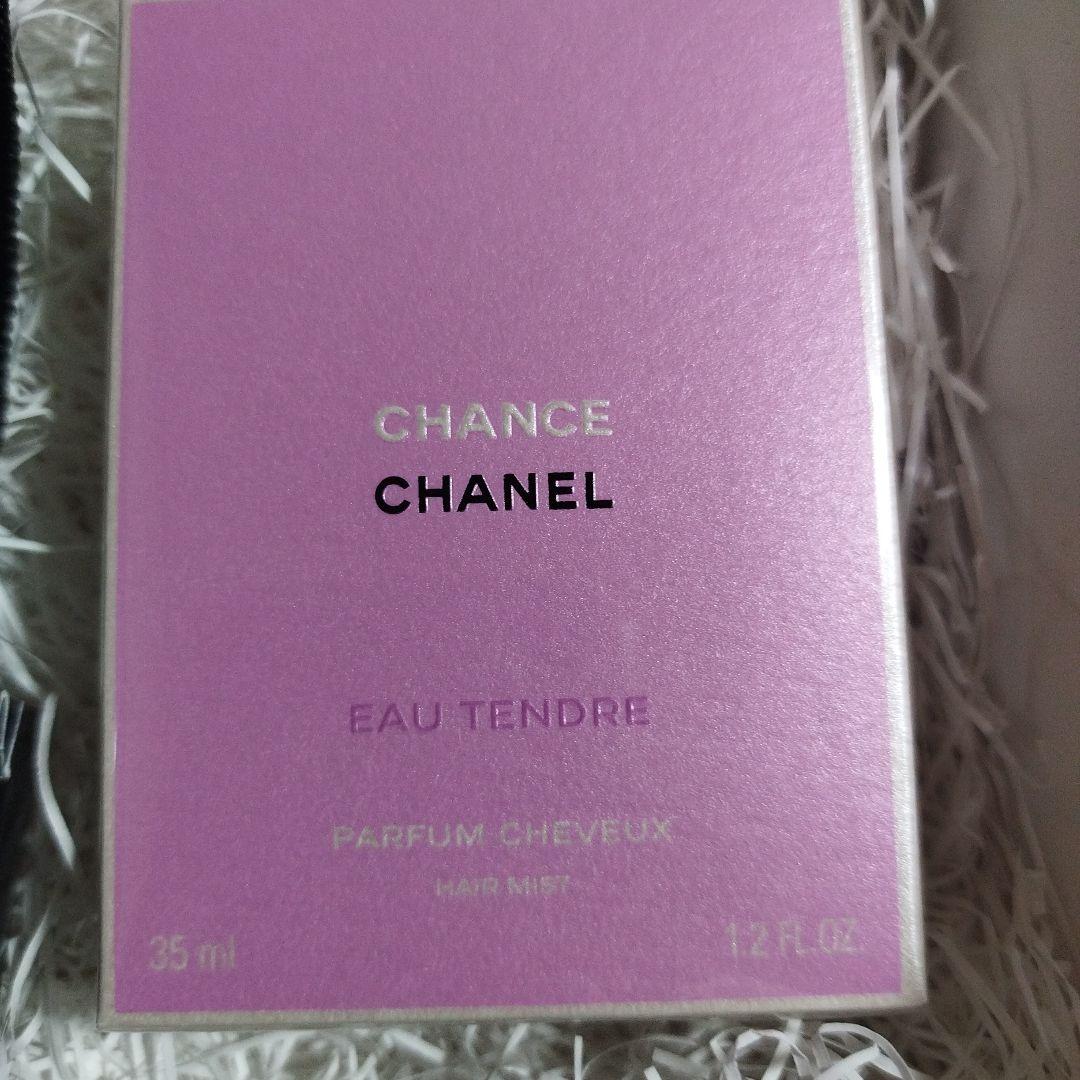 CHANCE
CHANEL
EAU TENDRE
PARFUM CHEVEUX
HAIR MIST
35 ml
1.2 FL.OZ.